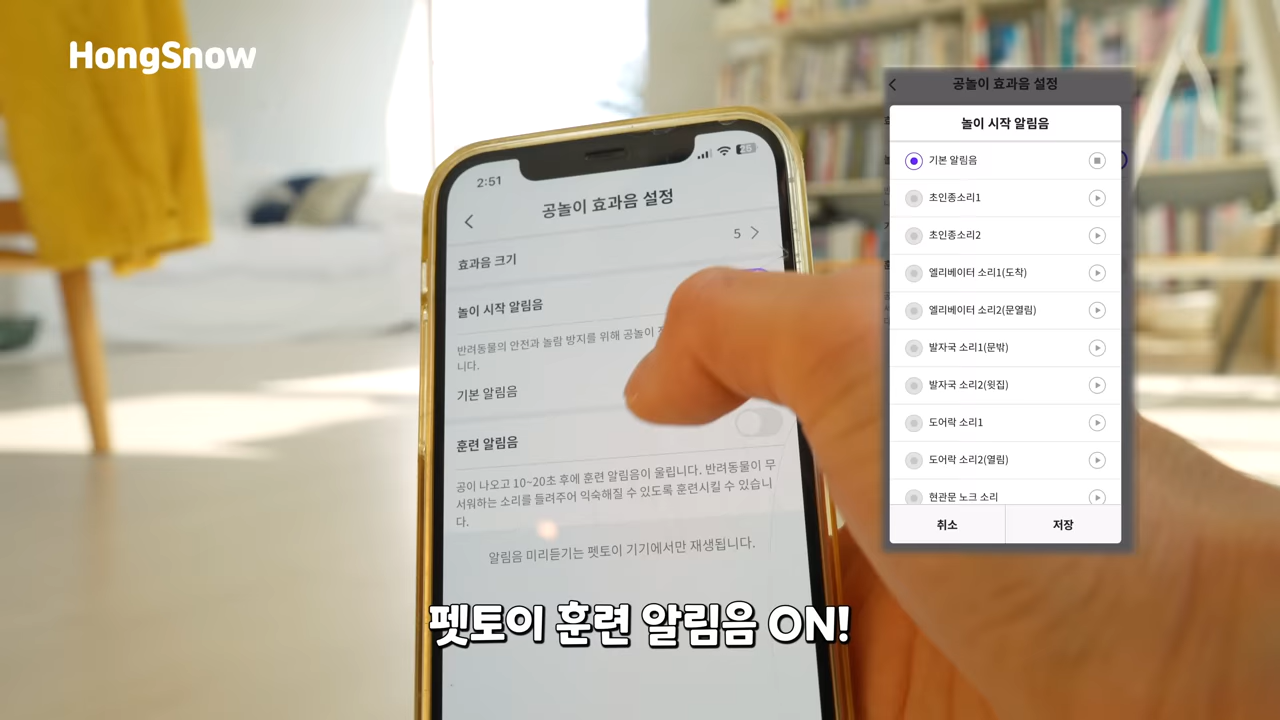 HongSnow
2:51
25
공놀이 효과음 설정
효과음 크기
5
놀이 시작 알림음
반려동물의 안전과 놀람 방지를 위해 공놀이
니다.
기본 알림음
훈련 알림음
공이 나오고 10~20초 후에 훈련 알림음이 울립니다. 반려동물이 무
서워하는 소리를 들려주어 익숙해질 수 있도록 훈련시킬 수 있습니
다.
알림음 미리듣기는 펫토이 기기에서만 재생됩니다.
공놀이 효과음 설정
놀이 시작 알림음
기본 알림음
초인종소리1
초인종소리2
엘리베이터 소리1(도착)
엘리베이터 소리2(문열림)
발자국 소리1(문밖)
발자국 소리2(윗집)
도어락 소리1
도어락 소리2(열림)
현관문 노크 소리
취소
저장
펫토이 훈련 알림음 ON!